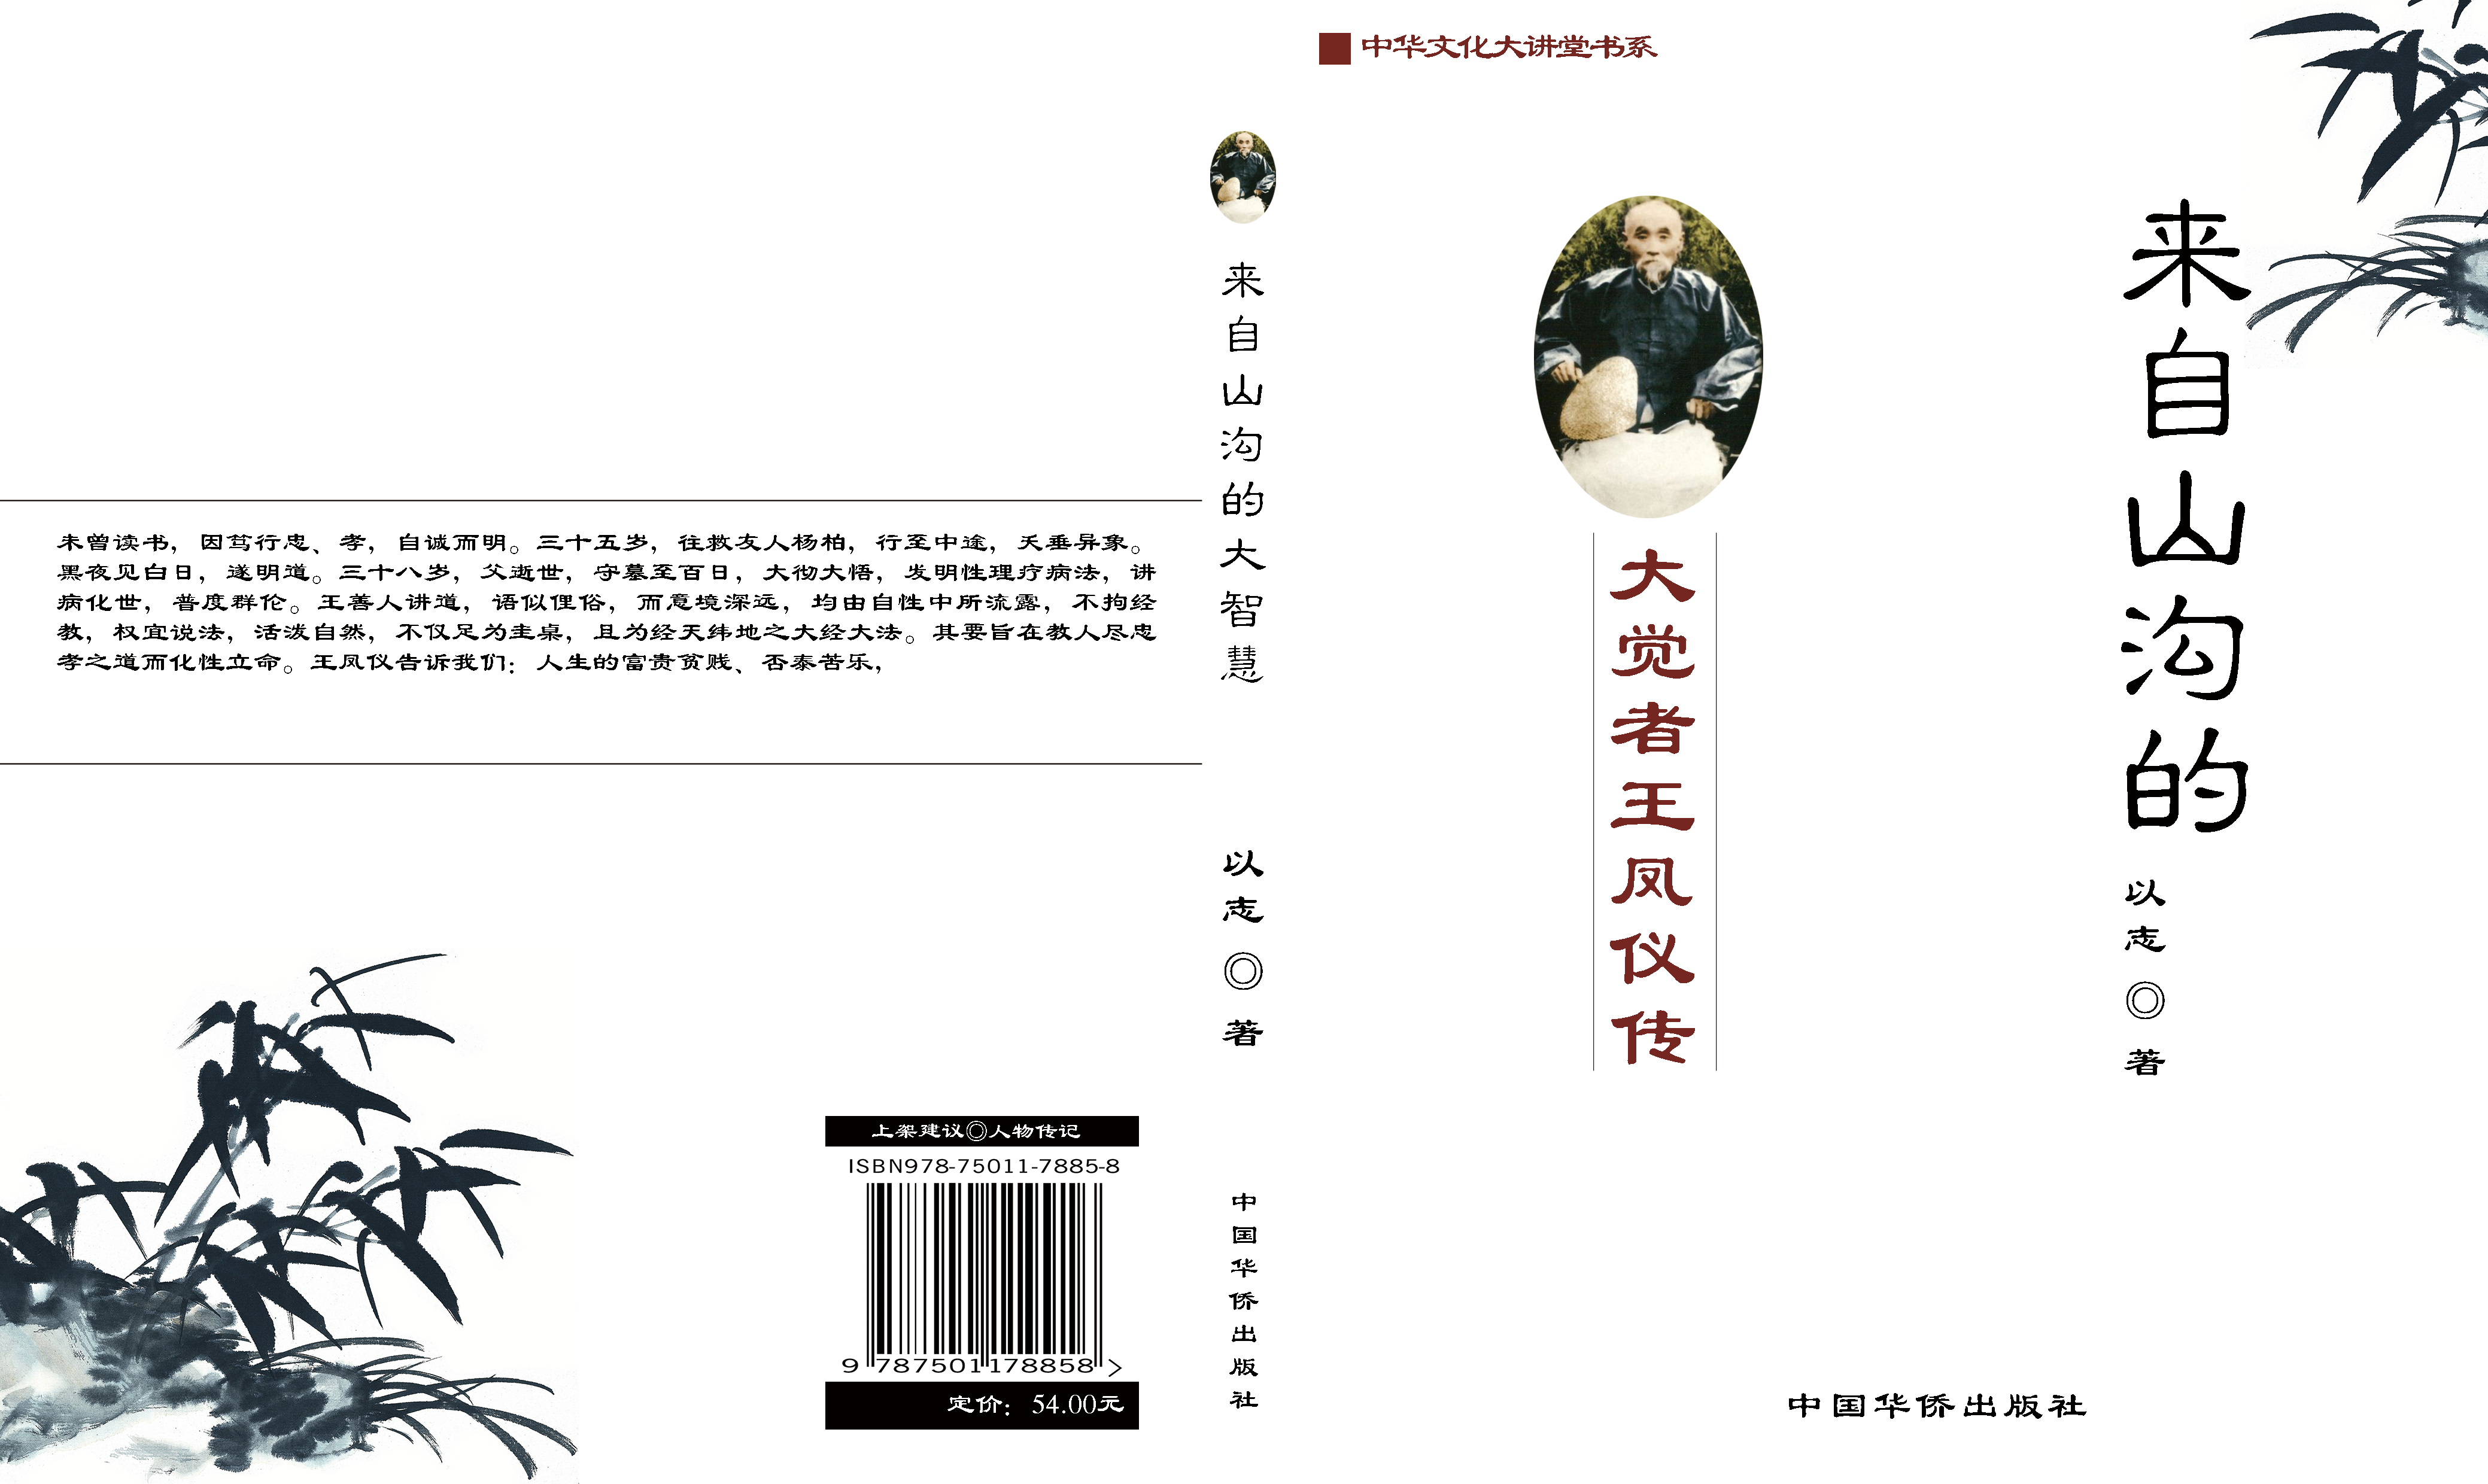 中华文化大讲堂书系
来自山沟的
以志◎著
大觉者王凤仪传
中国华侨出版社
来自山沟的大智慧
以志◎著
中国华侨出版社
未曾读书，因笃行忠、孝，自诚而明。三十五岁，往救友人杨柏，行至中途，天垂异象。
黑夜见白日，遂明道。三十八岁，父逝世，守墓至百日，大彻大悟，发明性理疗病法，讲
病化世，普度群伦。王善人讲道，语似俚俗，而意境深远，均由自性中所流露，不拘经
教，权宜说法，活泼自然，不仅足为圭臬，且为经天纬地之大经大法。其要旨在教人尽忠
孝之道而化性立命。王凤仪告诉我们：人生的富贵贫贱、否泰苦乐，
上架建议◎人物传记
ISBN978-75011-7885-8
9 787501178858 >
定价：54.00元